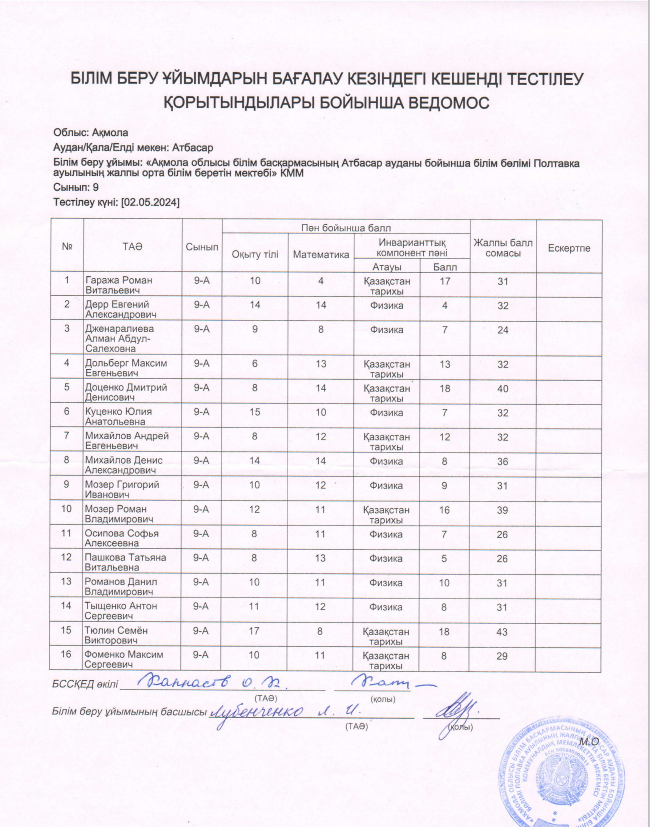 БІЛІМ БЕРУ ҰЙЫМДАРЫН БАҒАЛАУ КЕЗІНДЕГІ КЕШЕНДІ ТЕСТІЛЕУ
ҚОРЫТЫНДЫЛАРЫ БОЙЫНША ВЕДОМОС
Облыс: Ақмола
Аудан/Қала/Елді мекен: Атбасар
Білім беру ұйымы: «Ақмола облысы білім басқармасының Атбасар ауданы бойынша білім бөлімі Полтавка
ауылының жалпы орта білім беретін мектебі» КММ
Сынып: 9
Тестілеу күні: [02.05.2024]
Пән бойынша балл
№ ТАӘ Сынып Оқыту тілі Математика Инварианттық компонент пәні Жалпы балл сомасы Ескертпе
Атауы Балл
1 Гаража Роман Витальевич 9-А 10 4 Қазақстан тарихы 17 31
2 Дерр Евгений Александрович 9-А 14 14 Физика 4 32
3 Дженаралиева Алман Абдул-Салеховна 9-А 9 8 Физика 7 24
4 Дольберг Максим Евгеньевич 9-А 6 13 Қазақстан тарихы 13 32
5 Доценко Дмитрий Денисович 9-А 8 14 Қазақстан тарихы 18 40
6 Куценко Юлия Анатольевна 9-А 15 10 Физика 7 32
7 Михайлов Андрей Евгеньевич 9-А 8 12 Қазақстан тарихы 12 32
8 Михайлов Денис Александрович 9-А 14 14 Физика 8 36
9 Мозер Григорий Иванович 9-А 10 12 Физика 9 31
10 Мозер Роман Владимирович 9-А 12 11 Қазақстан тарихы 16 39
11 Осипова Софья Алексеевна 9-А 8 11 Физика 7 26
12 Пашкова Татьяна Витальевна 9-А 8 13 Физика 5 26
13 Романов Данил Владимирович 9-А 10 11 Физика 10 31
14 Тыщенко Антон Сергеевич 9-А 11 12 Физика 8 31
15 Тюлин Семён Викторович 9-А 17 8 Қазақстан тарихы 18 43
16 Фоменко Максим Сергеевич 9-А 10 11 Қазақстан тарихы 8 29
БССҚЕД өкілі
(ТАӘ) (қолы)
Білім беру ұйымының басшысы Лубенченко Л. И.
(ТАӘ) (қолы)
М.О